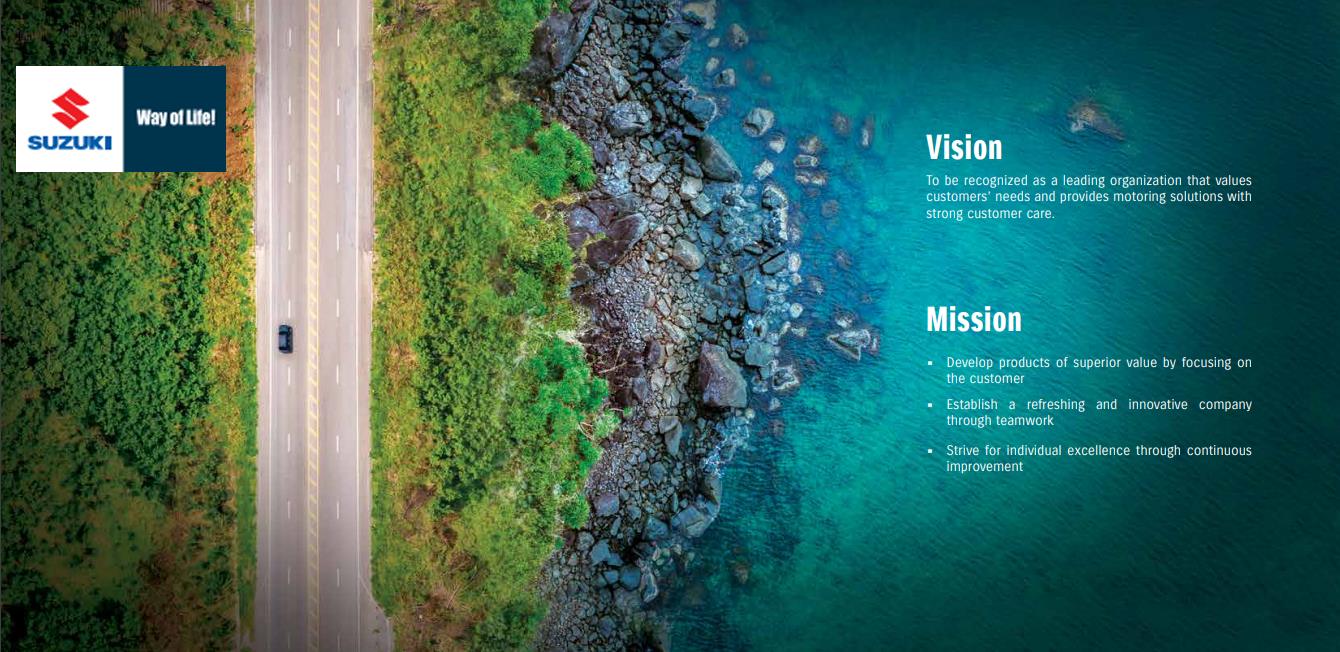 SUZUKI
Way of Life!
Vision
To be recognized as a leading organization that values
customers' needs and provides motoring solutions with
strong customer care.
Mission
▪ Develop products of superior value by focusing on
the customer
▪ Establish a refreshing and innovative company
through teamwork
▪ Strive for individual excellence through continuous
improvement